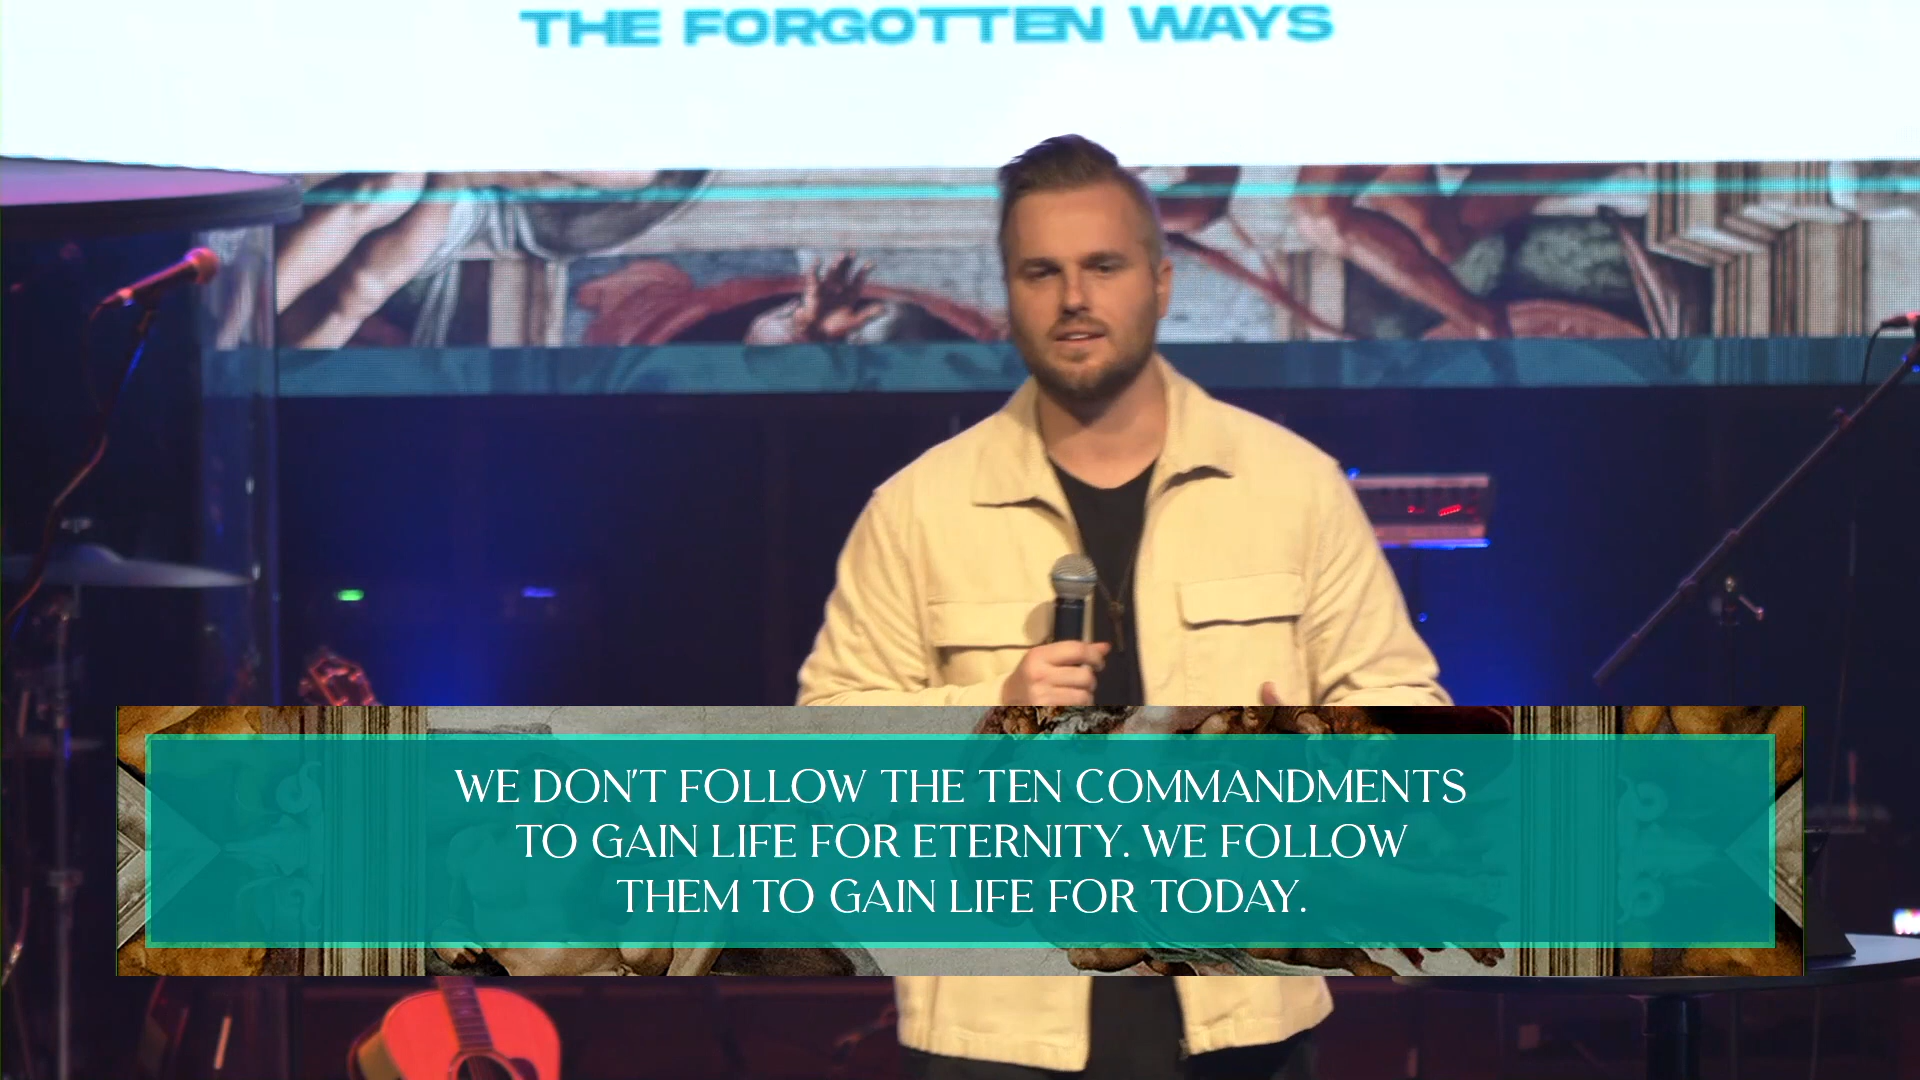 THE FORGOTTEN WAYS
WE DON'T FOLLOW THE TEN COMMANDMENTS
TO GAIN LIFE FOR ETERNITY. WE FOLLOW
THEM TO GAIN LIFE FOR TODAY.